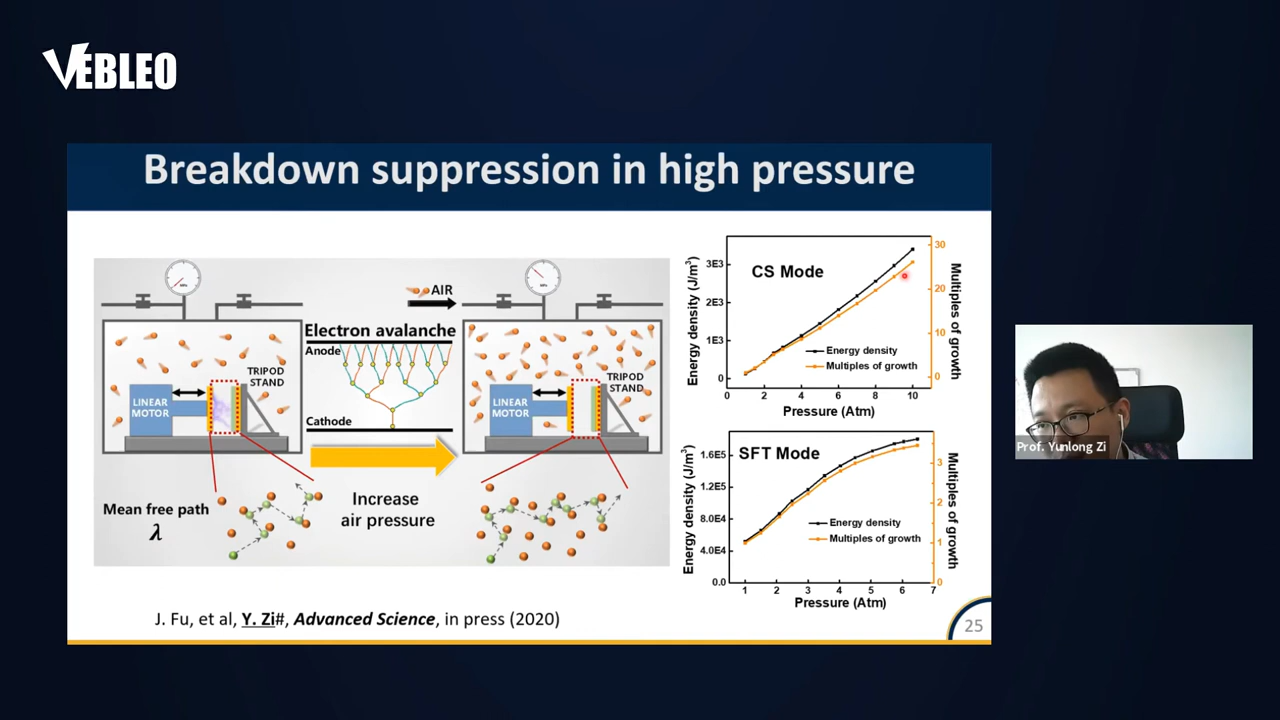 VEBLEO
Breakdown suppression in high pressure
AIR
Electron avalanche
Anode
Cathode
TRIPOD
STAND
LINEAR
MOTOR
TRIPOD
STAND
LINEAR
MOTOR
Mean free path
λ
Increase
air pressure
CS Mode
Energy density (J/m³)
3E3
2E3
1E3
0
30
20
10
0
Multiples of growth
Energy density
Multiples of growth
0 2 4 6 8 10
Pressure (Atm)
SFT Mode
Energy density (J/m³)
1.6E5
1.2E5
8.0E4
4.0E4
0.0
3
2
1
0
Multiples of growth
Energy density
Multiples of growth
1 2 3 4 5 6 7
Pressure (Atm)
J. Fu, et al, Y. Zi#, Advanced Science, in press (2020)
25
Prof. Yunlong Zi